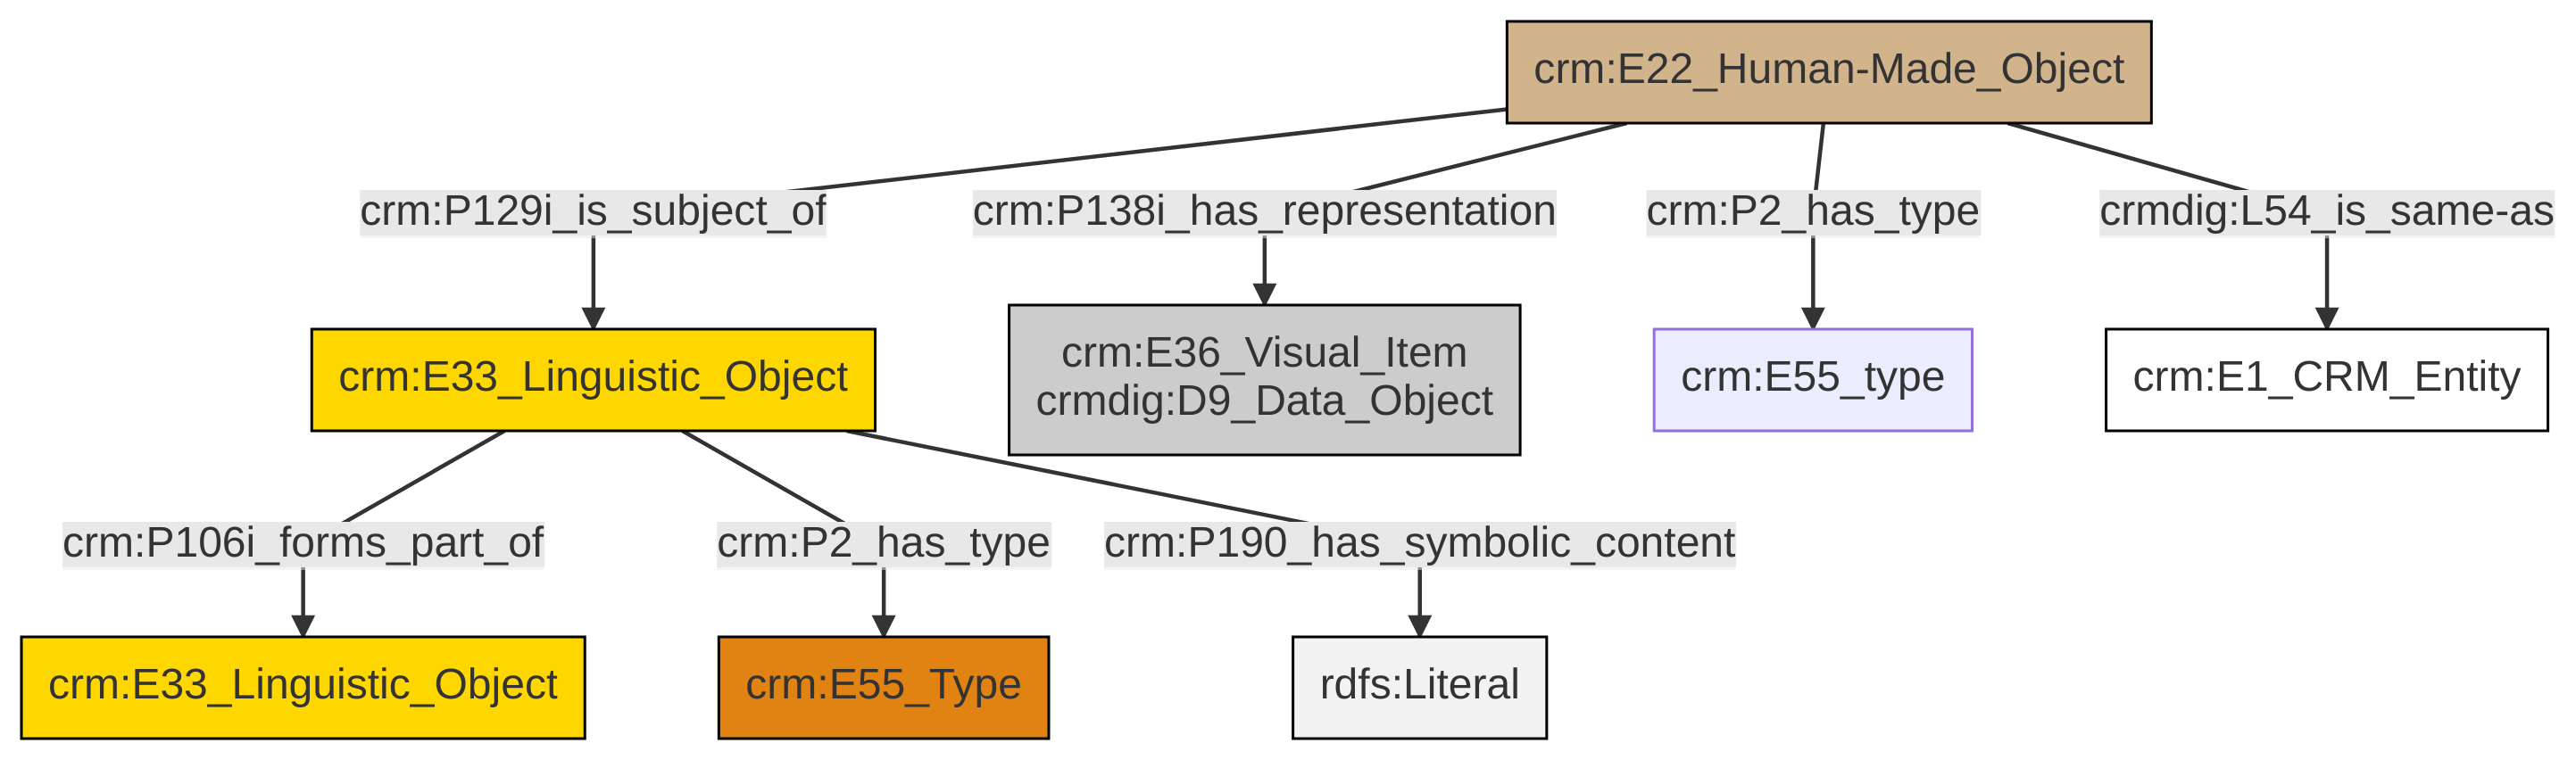 crm:E22_Human-Made_Object
crm:P129i_is_subject_of
crm:P138i_has_representation
crm:P2_has_type
crmdig:L54_is_same-as
crm:E33_Linguistic_Object
crm:E36_Visual_Item
crmdig:D9_Data_Object
crm:E55_type
crm:E1_CRM_Entity
crm:P106i_forms_part_of
crm:P2_has_type
crm:P190_has_symbolic_content
crm:E33_Linguistic_Object
crm:E55_Type
rdfs:Literal